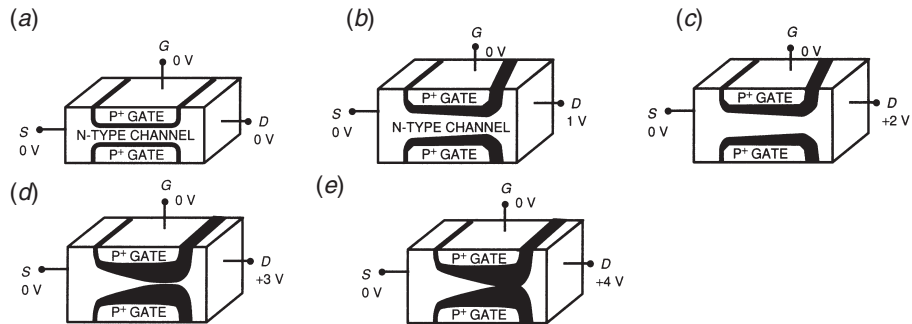 (a)
G
0 V
P+ GATE
S
N-TYPE CHANNEL
D
0 V
0 V
P+ GATE
(b)
G
0 V
P+ GATE
S
N-TYPE CHANNEL
D
0 V
1 V
P+ GATE
(c)
G
0 V
P+ GATE
S
D
0 V
+2 V
P+ GATE
(d)
G
0 V
P+ GATE
S
D
0 V
+3 V
P+ GATE
(e)
G
0 V
P+ GATE
S
D
0 V
+4 V
P+ GATE